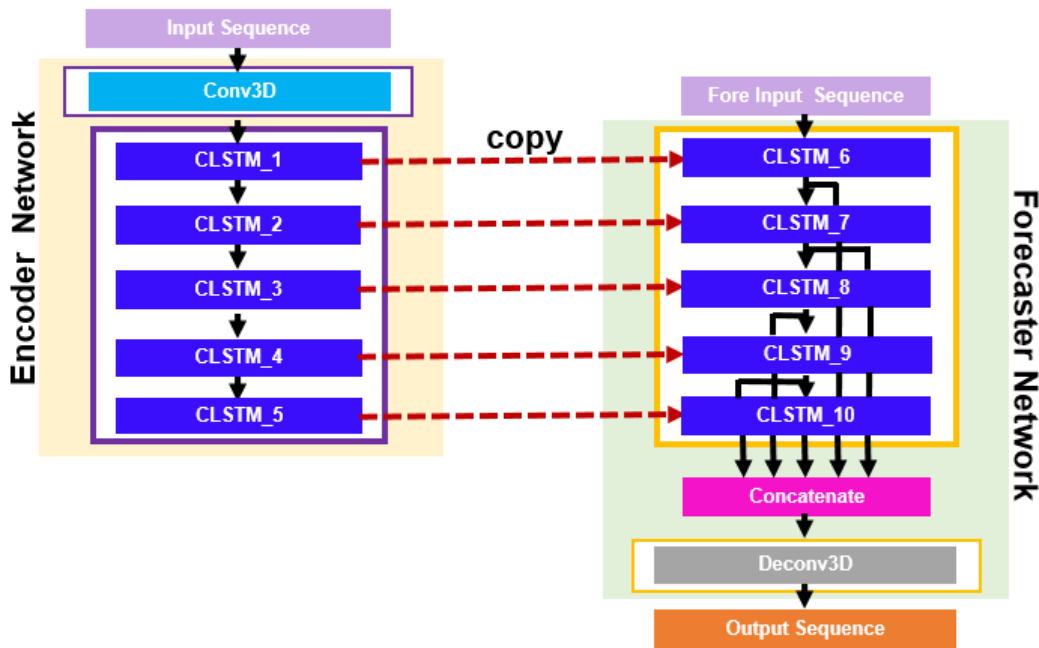 Input Sequence
Conv3D
Encoder Network
CLSTM_1
CLSTM_2
CLSTM_3
CLSTM_4
CLSTM_5
copy
Fore Input Sequence
CLSTM_6
CLSTM_7
CLSTM_8
CLSTM_9
CLSTM_10
Concatenate
Deconv3D
Output Sequence
Forecaster Network